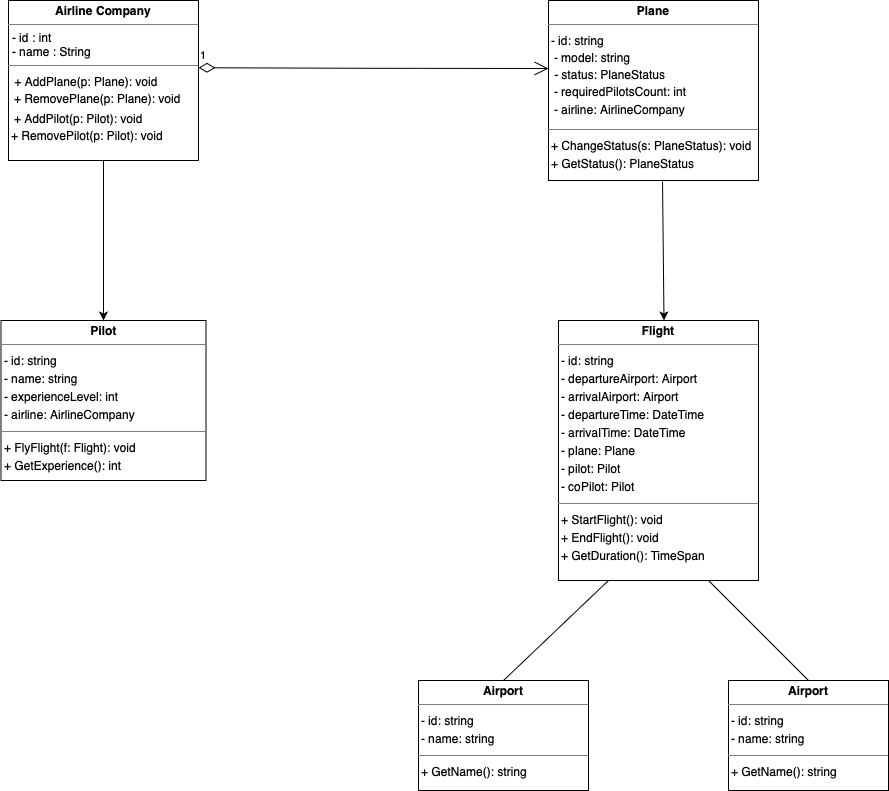 Airline Company
- id : int
- name : String
+ AddPlane(p: Plane): void
+ RemovePlane(p: Plane): void
+ AddPilot(p: Pilot): void
+ RemovePilot(p: Pilot): void
1
Plane
- id: string
- model: string
- status: PlaneStatus
- requiredPilotsCount: int
- airline: AirlineCompany
+ ChangeStatus(s: PlaneStatus): void
+ GetStatus(): PlaneStatus
Pilot
- id: string
- name: string
- experienceLevel: int
- airline: AirlineCompany
+ FlyFlight(f: Flight): void
+ GetExperience(): int
Flight
- id: string
- departureAirport: Airport
- arrivalAirport: Airport
- departureTime: DateTime
- arrivalTime: DateTime
- plane: Plane
- pilot: Pilot
- coPilot: Pilot
+ StartFlight(): void
+ EndFlight(): void
+ GetDuration(): TimeSpan
Airport
- id: string
- name: string
+ GetName(): string
Airport
- id: string
- name: string
+ GetName(): string